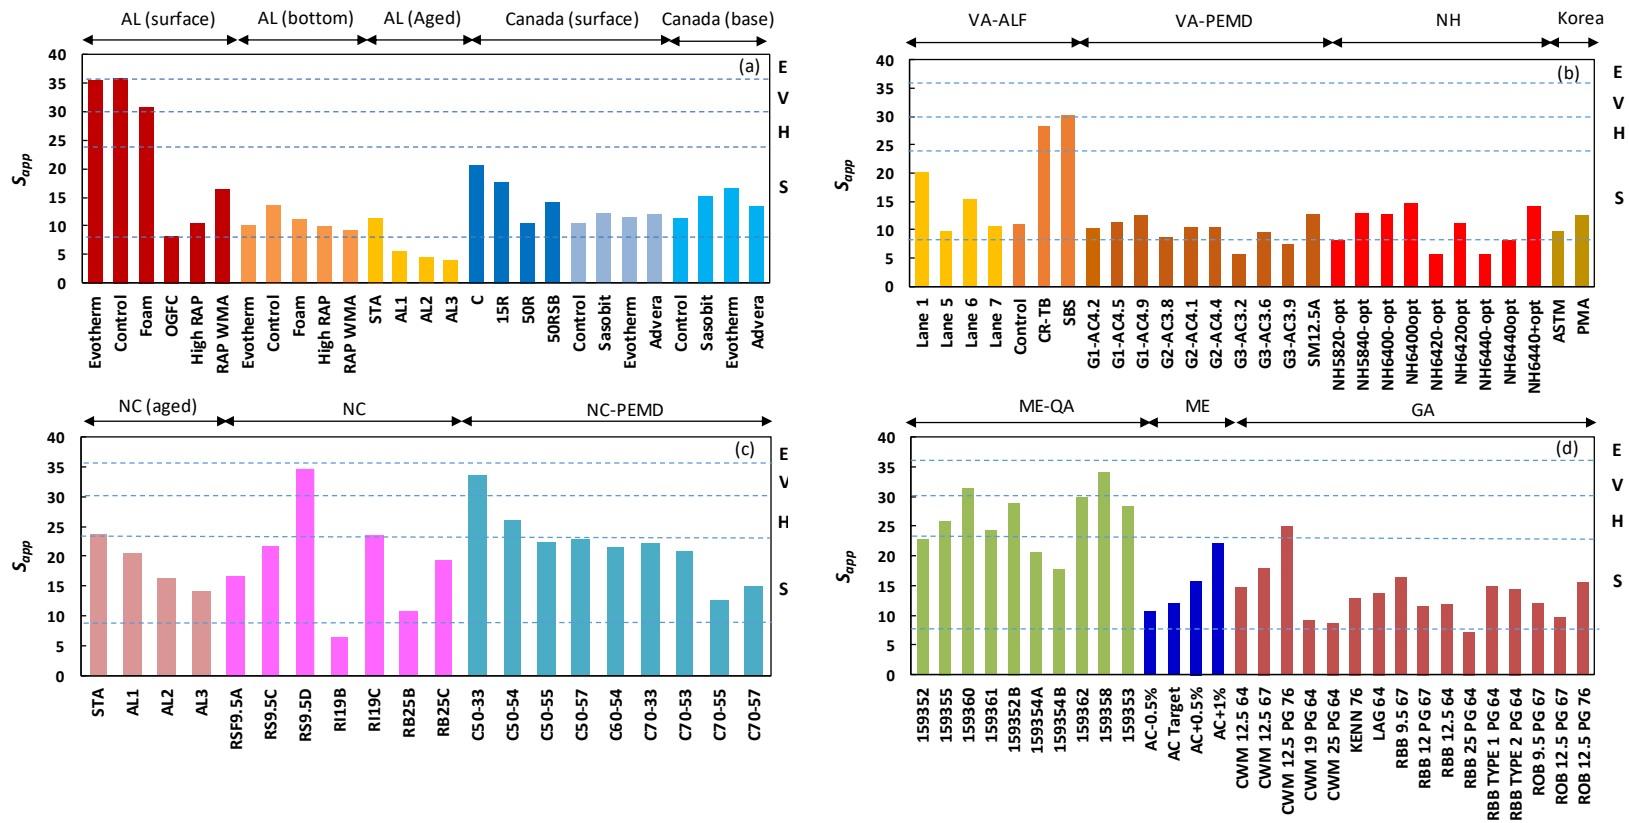 AL (surface) AL (bottom) AL (Aged) Canada (surface) Canada (base)
(a)
40
35
30
25
20
15
10
5
0
Sapp
E
V
H
S
Evotherm
Control
Foam
OGFC
High RAP
RAP WMA
Evotherm
Control
Foam
High RAP
RAP WMA
STA
AL1
AL2
AL3
C
15R
50R
50RSB
Control
Sasobit
Evotherm
Advera
Control
Sasobit
Evotherm
Advera
VA-ALF VA-PEMD NH Korea
(b)
40
35
30
25
20
15
10
5
0
Sapp
E
V
H
S
Lane 1
Lane 5
Lane 6
Lane 7
Control
CR-TB
SBS
G1-AC4.2
G1-AC4.5
G1-AC4.9
G2-AC3.8
G2-AC4.1
G2-AC4.4
G3-AC3.2
G3-AC3.6
G3-AC3.9
SM12.5A
NH5820-opt
NH5840-opt
NH6400-opt
NH6400opt
NH6420-opt
NH6420opt
NH6440-opt
NH6440opt
NH6440+opt
ASTM
PMA
NC (aged) NC NC-PEMD
(c)
40
35
30
25
20
15
10
5
0
Sapp
E
V
H
S
STA
AL1
AL2
AL3
RSF9.5A
RS9.5C
RS9.5D
RI19B
RI19C
RB25B
RB25C
C50-33
C50-54
C50-55
C50-57
C60-54
C70-33
C70-53
C70-55
C70-57
ME-QA ME GA
(d)
40
35
30
25
20
15
10
5
0
Sapp
E
V
H
S
159352
159355
159360
159361
159352B
159354A
159354B
159362
159358
159353
AC-0.5%
AC Target
AC+0.5%
AC+1%
CWM 12.5 64
CWM 12.5 67
CWM 12.5 PG 76
CWM 19 PG 64
CWM 25 PG 64
KENN 76
LAG 64
RBB 9.5 67
RBB 12 PG 67
RBB 12.5 64
RBB 25 PG 64
RBB TYPE 1 PG 64
RBB TYPE 2 PG 64
ROB 9.5 PG 67
ROB 12.5 PG 67
ROB 12.5 PG 76